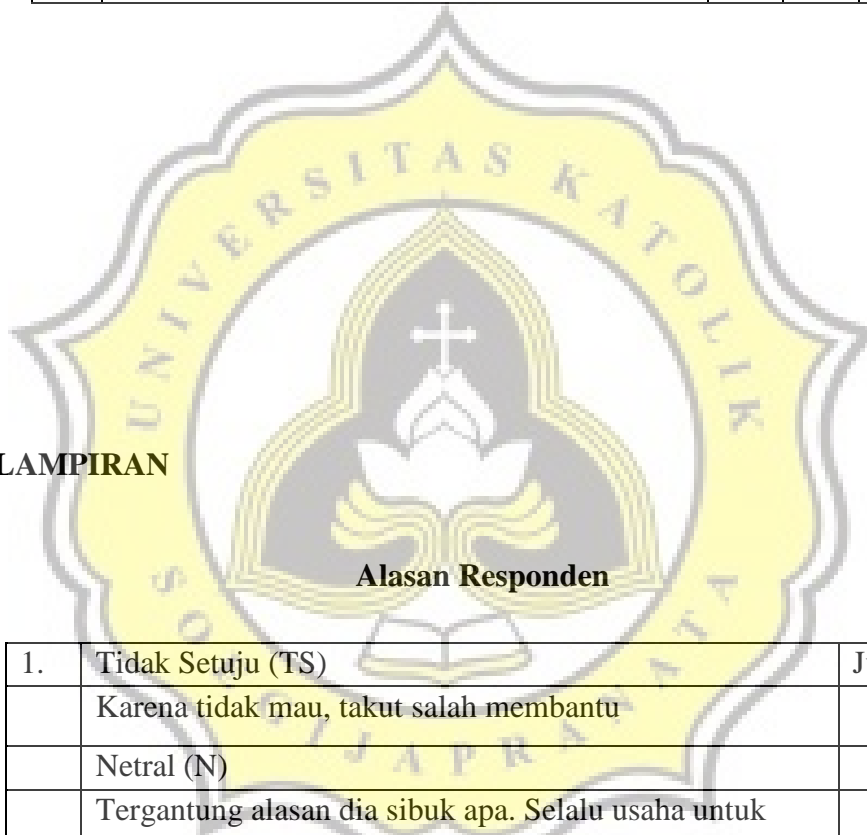 UNIVERSITAS KATOLIK
SOEGIJAPRANATA
LAMPIRAN
Alasan Responden
1. Tidak Setuju (TS)
Karena tidak mau, takut salah membantu
Netral (N)
Tergantung alasan dia sibuk apa. Selalu usaha untuk